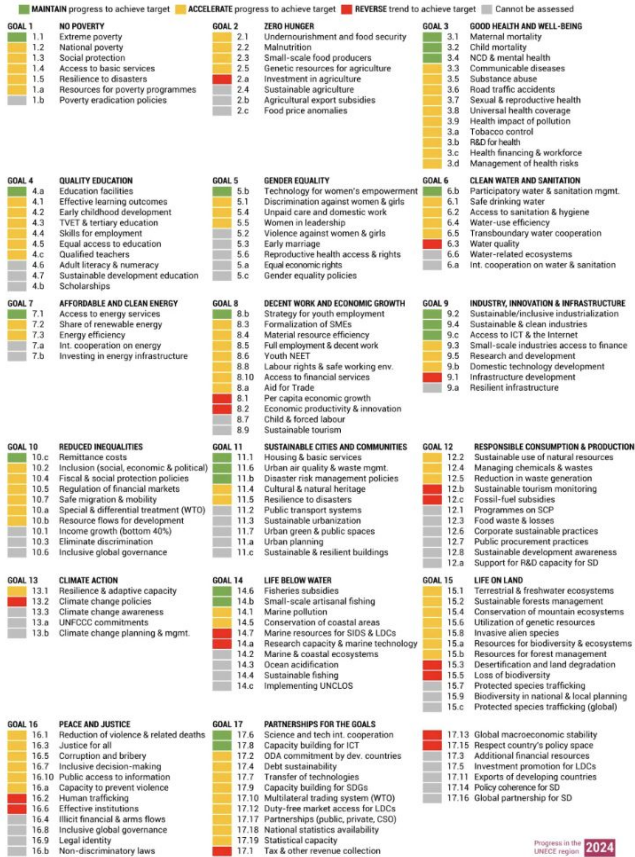 MAINTAIN progress to achieve target ACCELERATE progress to achieve target REVERSE trend to achieve target Cannot be assessed
GOAL 1 NO POVERTY
1.1 Extreme poverty
1.2 National poverty
1.3 Social protection
1.4 Access to basic services
1.5 Resilience to disasters
1.a Resources for poverty programmes
1.b Poverty eradication policies
GOAL 2 ZERO HUNGER
2.1 Undernourishment and food security
2.2 Malnutrition
2.3 Small-scale food producers
2.5 Genetic resources for agriculture
2.a Investment in agriculture
2.4 Sustainable agriculture
2.b Agricultural export subsidies
2.c Food price anomalies
GOAL 3 GOOD HEALTH AND WELL-BEING
3.1 Maternal mortality
3.2 Child mortality
3.4 NCD & mental health
3.3 Communicable diseases
3.5 Substance abuse
3.6 Road traffic accidents
3.7 Sexual & reproductive health
3.8 Universal health coverage
3.9 Health impact of pollution
3.a Tobacco control
3.b R&D for health
3.c Health financing & workforce
3.d Management of health risks
GOAL 4 QUALITY EDUCATION
4.a Education facilities
4.1 Effective learning outcomes
4.2 Early childhood development
4.3 TVET & tertiary education
4.4 Skills for employment
4.5 Equal access to education
4.c Qualified teachers
4.6 Adult literacy & numeracy
4.7 Sustainable development education
4.b Scholarships
GOAL 5 GENDER EQUALITY
5.b Technology for women's empowerment
5.1 Discrimination against women & girls
5.4 Unpaid care and domestic work
5.5 Women in leadership
5.2 Violence against women & girls
5.3 Early marriage
5.6 Reproductive health access & rights
5.a Equal economic rights
5.c Gender equality policies
GOAL 6 CLEAN WATER AND SANITATION
6.b Participatory water & sanitation mgmt.
6.1 Safe drinking water
6.2 Access to sanitation & hygiene
6.4 Water-use efficiency
6.5 Transboundary water cooperation
6.3 Water quality
6.6 Water-related ecosystems
6.a Int. cooperation on water & sanitation
GOAL 7 AFFORDABLE AND CLEAN ENERGY
7.1 Access to energy services
7.2 Share of renewable energy
7.3 Energy efficiency
7.a Int. cooperation on energy
7.b Investing in energy infrastructure
GOAL 8 DECENT WORK AND ECONOMIC GROWTH
8.b Strategy for youth employment
8.3 Formalization of SMEs
8.4 Material resource efficiency
8.5 Full employment & decent work
8.6 Youth NEET
8.8 Labour rights & safe working env.
8.10 Access to financial services
8.a Aid for Trade
8.1 Per capita economic growth
8.2 Economic productivity & innovation
8.7 Child & forced labour
8.9 Sustainable tourism
GOAL 9 INDUSTRY, INNOVATION & INFRASTRUCTURE
9.2 Sustainable/inclusive industrialization
9.4 Sustainable & clean industries
9.c Access to ICT & the Internet
9.3 Small-scale industries access to finance
9.5 Research and development
9.b Domestic technology development
9.1 Infrastructure development
9.a Resilient infrastructure
GOAL 10 REDUCED INEQUALITIES
10.c Remittance costs
10.2 Inclusion (social, economic & political)
10.4 Fiscal & social protection policies
10.5 Regulation of financial markets
10.7 Safe migration & mobility
10.a Special & differential treatment (WTO)
10.b Resource flows for development
10.1 Income growth (bottom 40%)
10.3 Eliminate discrimination
10.6 Inclusive global governance
GOAL 11 SUSTAINABLE CITIES AND COMMUNITIES
11.1 Housing & basic services
11.6 Urban air quality & waste mgmt.
11.b Disaster risk management policies
11.4 Cultural & natural heritage
11.5 Resilience to disasters
11.2 Public transport systems
11.3 Sustainable urbanization
11.7 Urban green & public spaces
11.a Urban planning
11.c Sustainable & resilient buildings
GOAL 12 RESPONSIBLE CONSUMPTION & PRODUCTION
12.2 Sustainable use of natural resources
12.4 Managing chemicals & wastes
12.5 Reduction in waste generation
12.b Sustainable tourism monitoring
12.c Fossil-fuel subsidies
12.1 Programmes on SCP
12.3 Food waste & losses
12.6 Corporate sustainable practices
12.7 Public procurement practices
12.8 Sustainable development awareness
12.a Support for R&D capacity for SD
GOAL 13 CLIMATE ACTION
13.1 Resilience & adaptive capacity
13.2 Climate change policies
13.3 Climate change awareness
13.a UNFCCC commitments
13.b Climate change planning & mgmt.
GOAL 14 LIFE BELOW WATER
14.6 Fisheries subsidies
14.b Small-scale artisanal fishing
14.1 Marine pollution
14.5 Conservation of coastal areas
14.7 Marine resources for SIDS & LDCs
14.a Research capacity & marine technology
14.2 Marine & coastal ecosystems
14.3 Ocean acidification
14.4 Sustainable fishing
14.c Implementing UNCLOS
GOAL 15 LIFE ON LAND
15.1 Terrestrial & freshwater ecosystems
15.2 Sustainable forests management
15.4 Conservation of mountain ecosystems
15.6 Utilization of genetic resources
15.8 Invasive alien species
15.a Resources for biodiversity & ecosystems
15.b Resources for forest management
15.3 Desertification and land degradation
15.5 Loss of biodiversity
15.7 Protected species trafficking
15.9 Biodiversity in national & local planning
15.c Protected species trafficking (global)
GOAL 16 PEACE AND JUSTICE
16.1 Reduction of violence & related deaths
16.3 Justice for all
16.5 Corruption and bribery
16.7 Inclusive decision-making
16.10 Public access to information
16.a Capacity to prevent violence
16.2 Human trafficking
16.6 Effective institutions
16.4 Illicit financial & arms flows
16.8 Inclusive global governance
16.9 Legal identity
16.b Non-discriminatory laws
GOAL 17 PARTNERSHIPS FOR THE GOALS
17.6 Science and tech int. cooperation
17.8 Capacity building for ICT
17.2 ODA commitment by dev. countries
17.4 Debt sustainability
17.7 Transfer of technologies
17.9 Capacity building for SDGs
17.10 Multilateral trading system (WTO)
17.12 Duty-free market access for LDCs
17.17 Partnerships (public, private, CSO)
17.18 National statistics availability
17.19 Statistical capacity
17.1 Tax & other revenue collection
17.13 Global macroeconomic stability
17.15 Respect country's policy space
17.3 Additional financial resources
17.5 Investment promotion for LDCs
17.11 Exports of developing countries
17.14 Policy coherence for SD
17.16 Global partnership for SD
Progress in the
UNECE region 2024